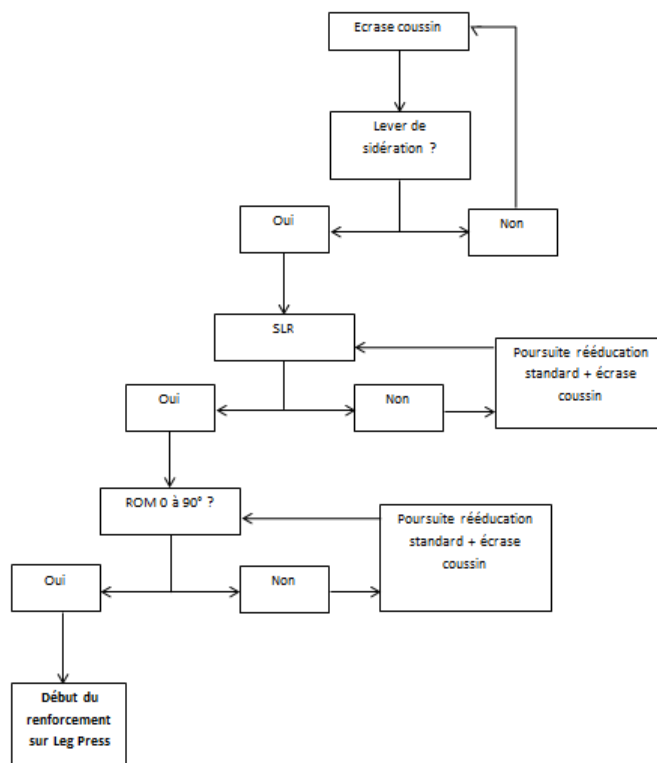 Ecrase coussin
Lever de
sidération ?
Oui
Non
SLR
Poursuite rééducation
standard + écrase
coussin
Oui
Non
ROM 0 à 90° ?
Poursuite rééducation
standard + écrase
coussin
Oui
Non
Début du
renforcement
sur Leg Press